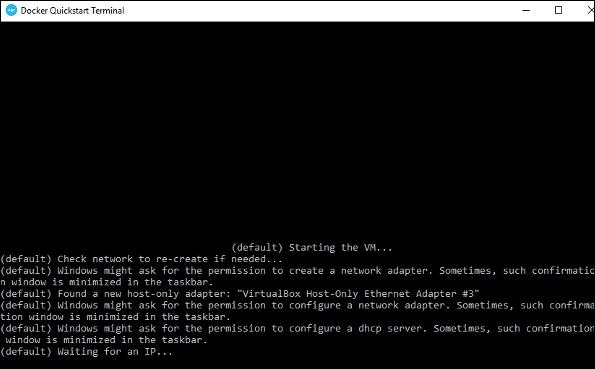 Docker Quickstart Terminal
(default) Starting the VM...
(default) Check network to re-create if needed...
(default) Windows might ask for the permission to create a network adapter. Sometimes, such confirmatio
n window is minimized in the taskbar.
(default) Found a new host-only adapter: "VirtualBox Host-Only Ethernet Adapter #3"
(default) Windows might ask for the permission to configure a network adapter. Sometimes, such confirma
tion window is minimized in the taskbar.
(default) Windows might ask for the permission to configure a dhcp server. Sometimes, such confirmation
window is minimized in the taskbar.
(default) Waiting for an IP...